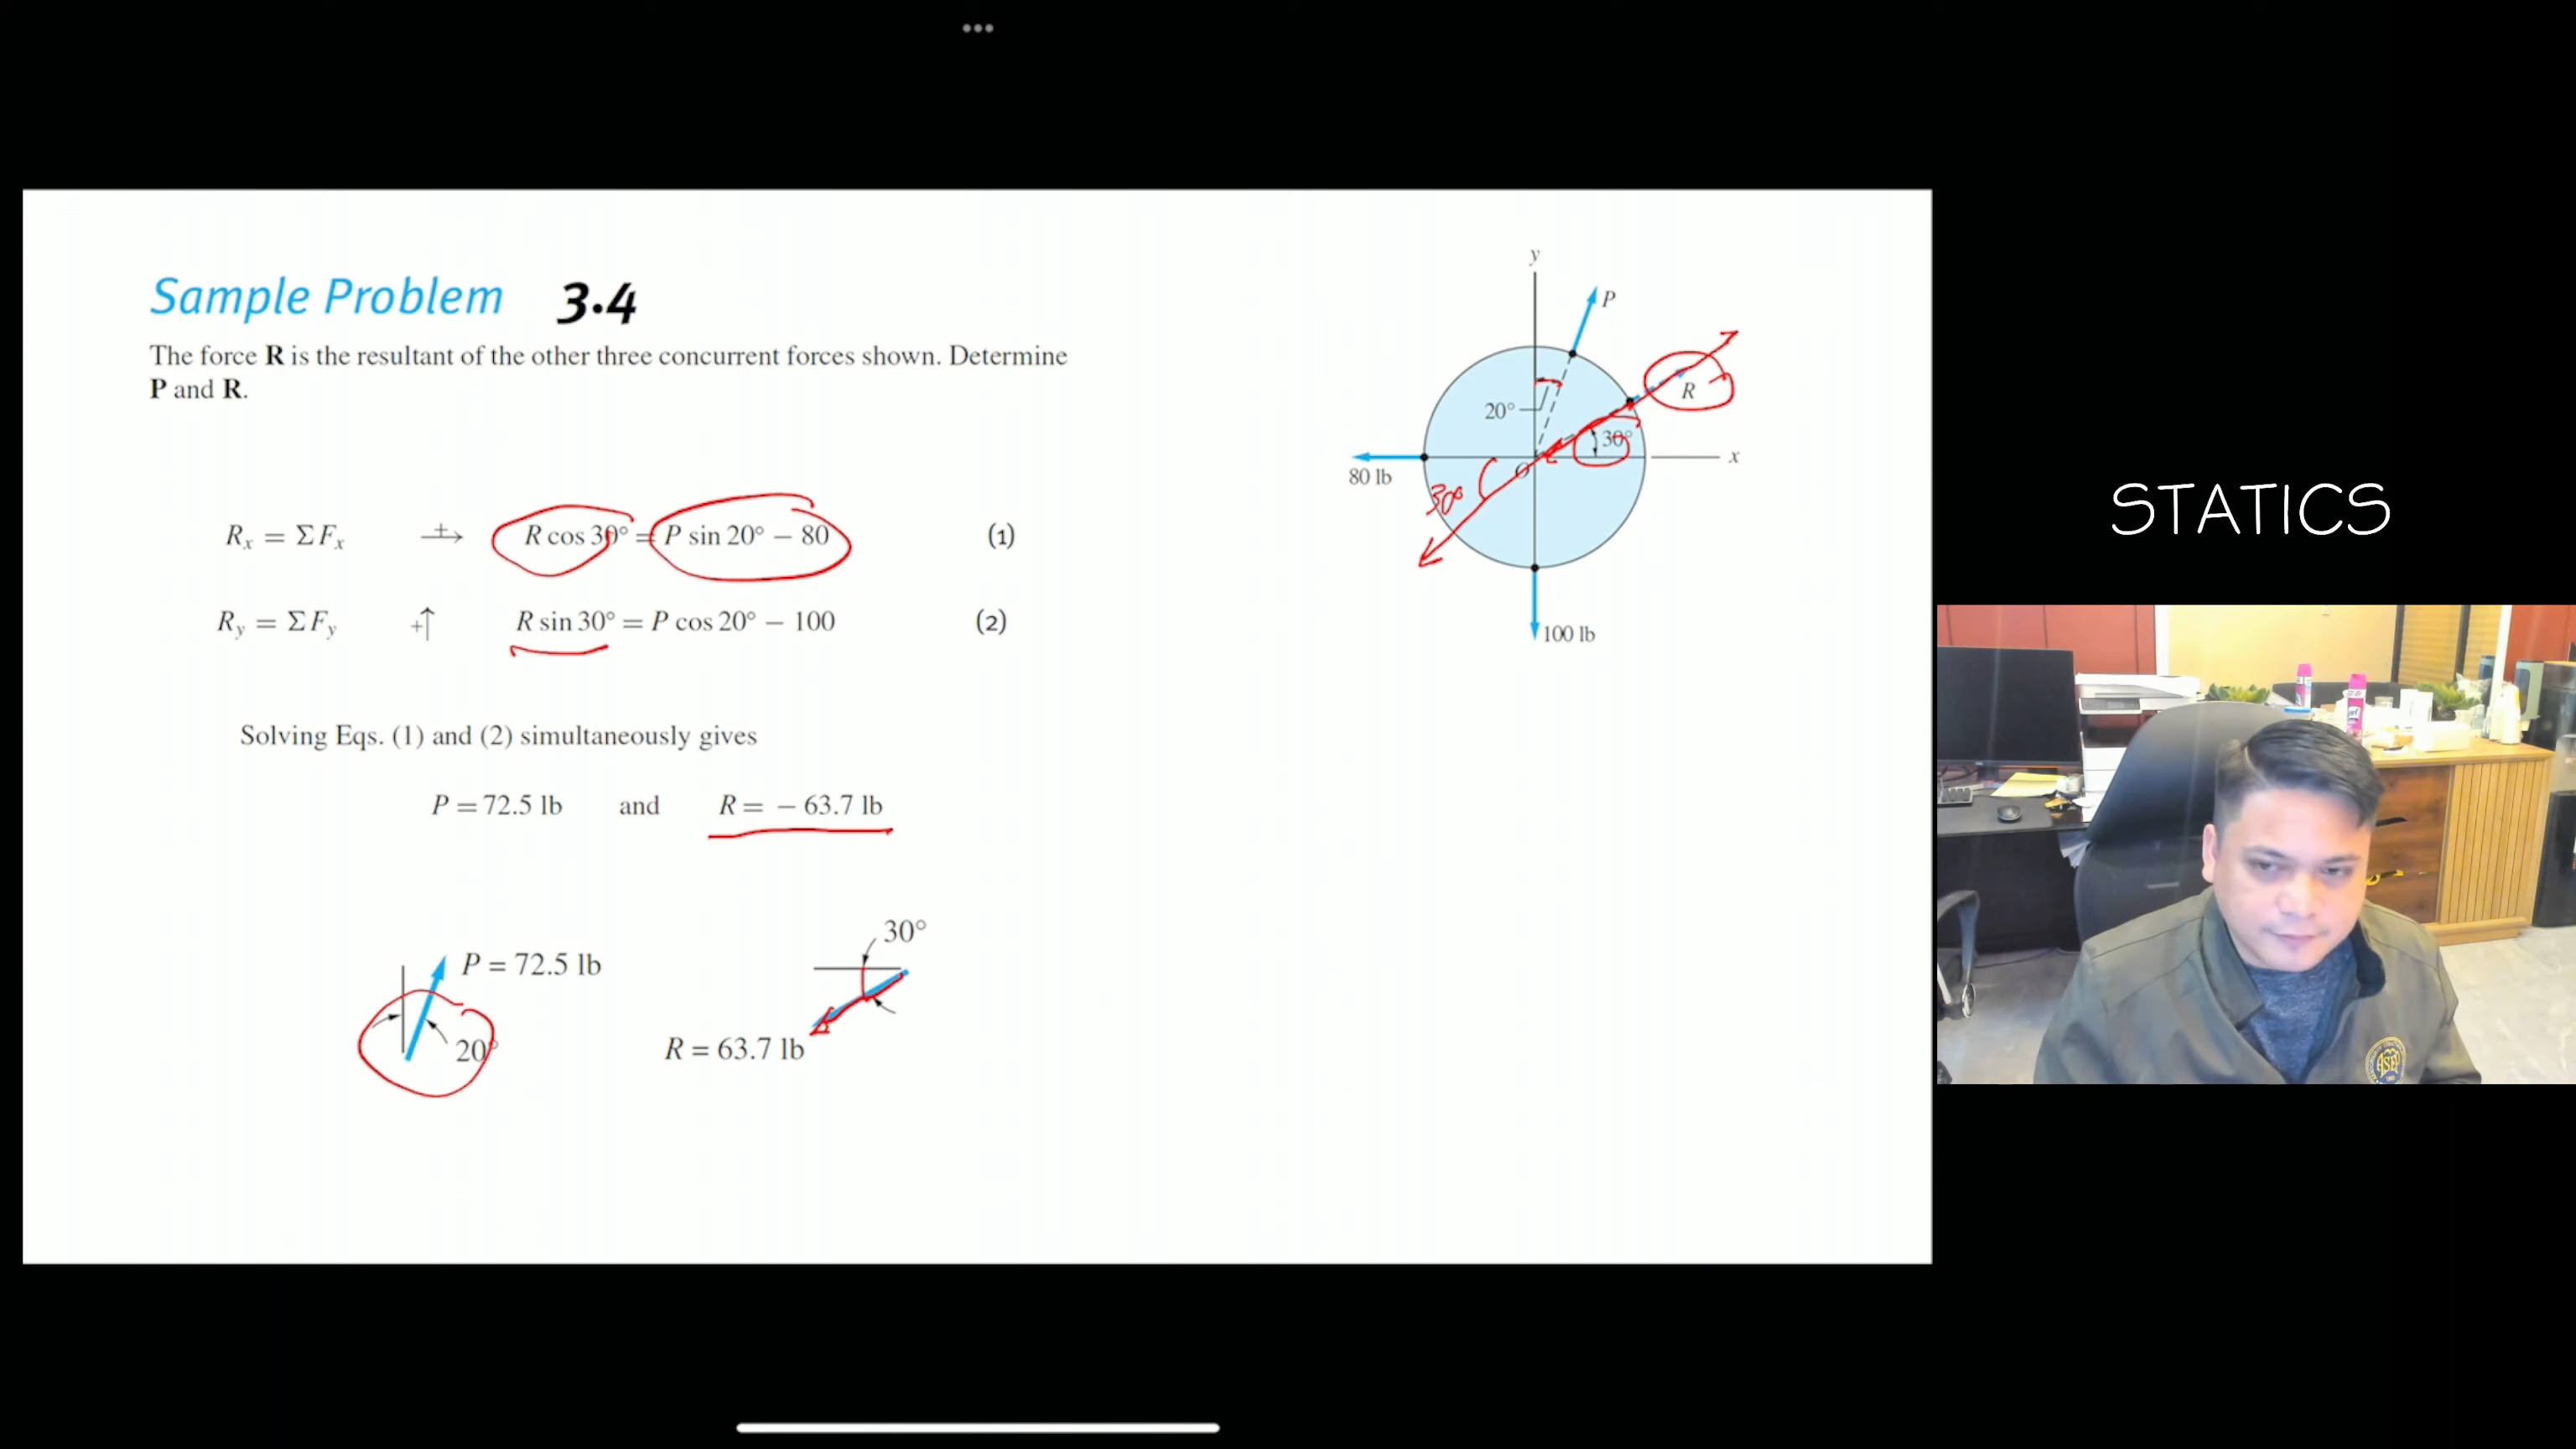 Sample Problem 3.4
The force R is the resultant of the other three concurrent forces shown. Determine
P and R.
Rx = ΣFx + → R cos 30° = P sin 20° − 80 (1)
Ry = ΣFy +↑ R sin 30° = P cos 20° − 100 (2)
Solving Eqs. (1) and (2) simultaneously gives
P = 72.5 lb and R = − 63.7 lb
P = 72.5 lb
20°
30°
R = 63.7 lb
y
P
R
20°
30°
x
O
80 lb
30°
100 lb
STATICS